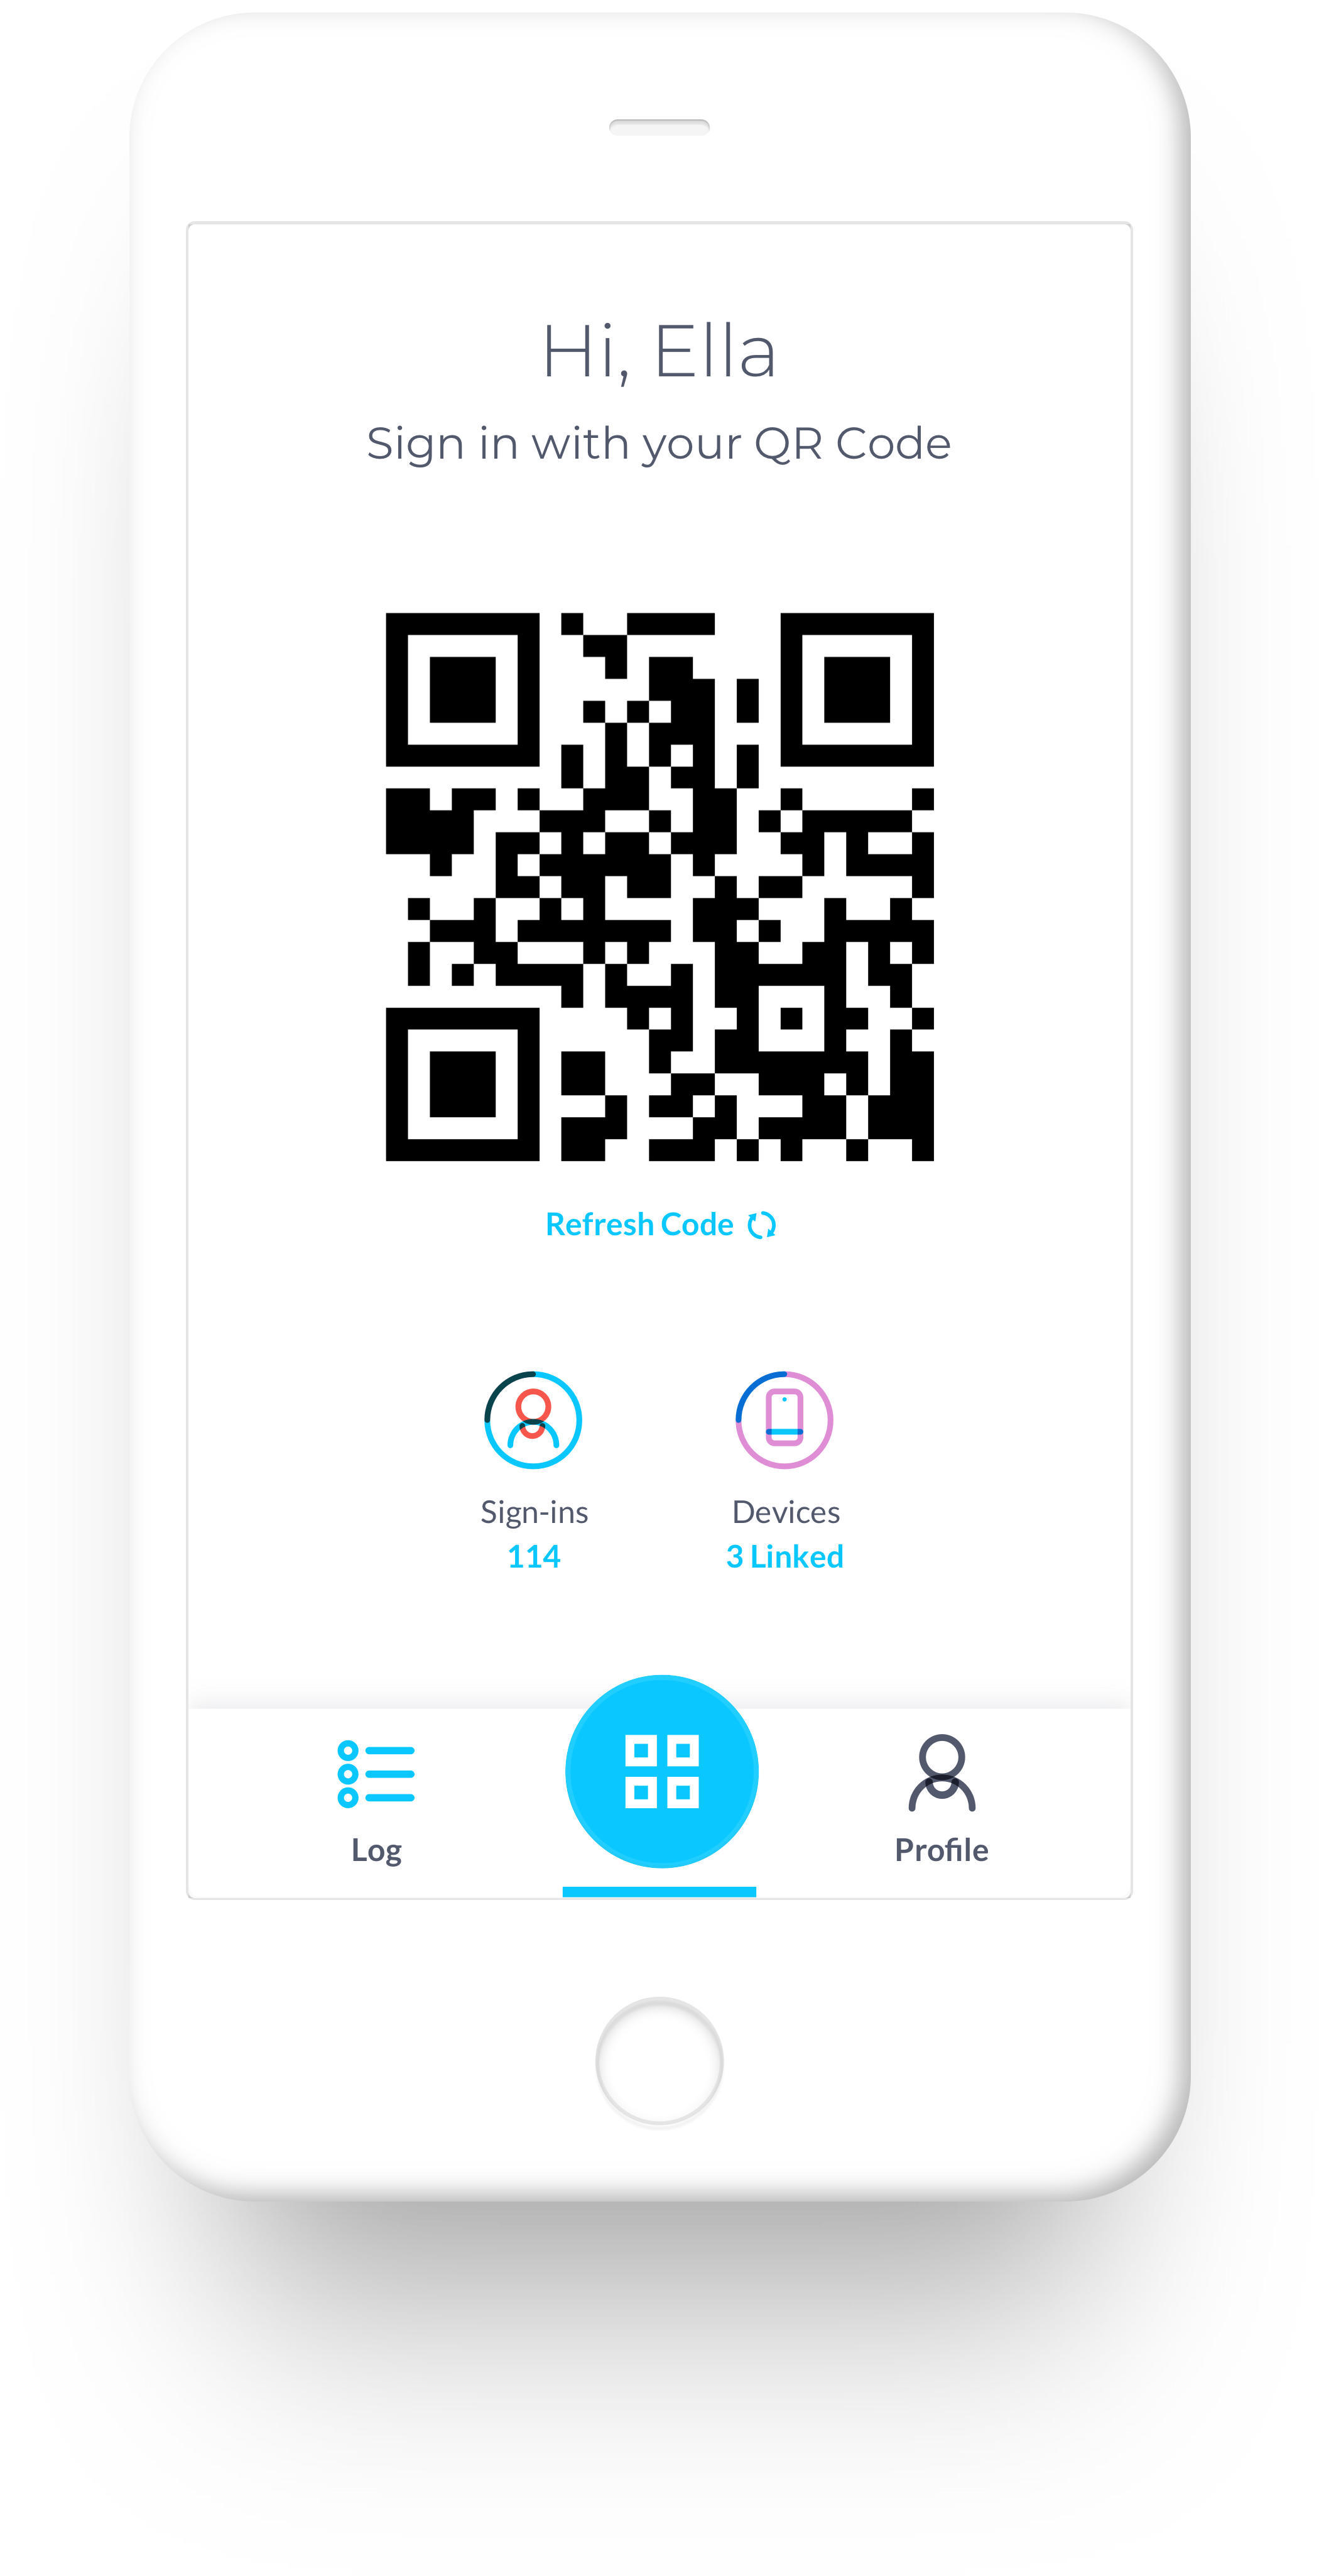 Hi, Ella
Sign in with your QR Code
Refresh Code
Sign-ins
Devices
114
3 Linked
Log
Profile